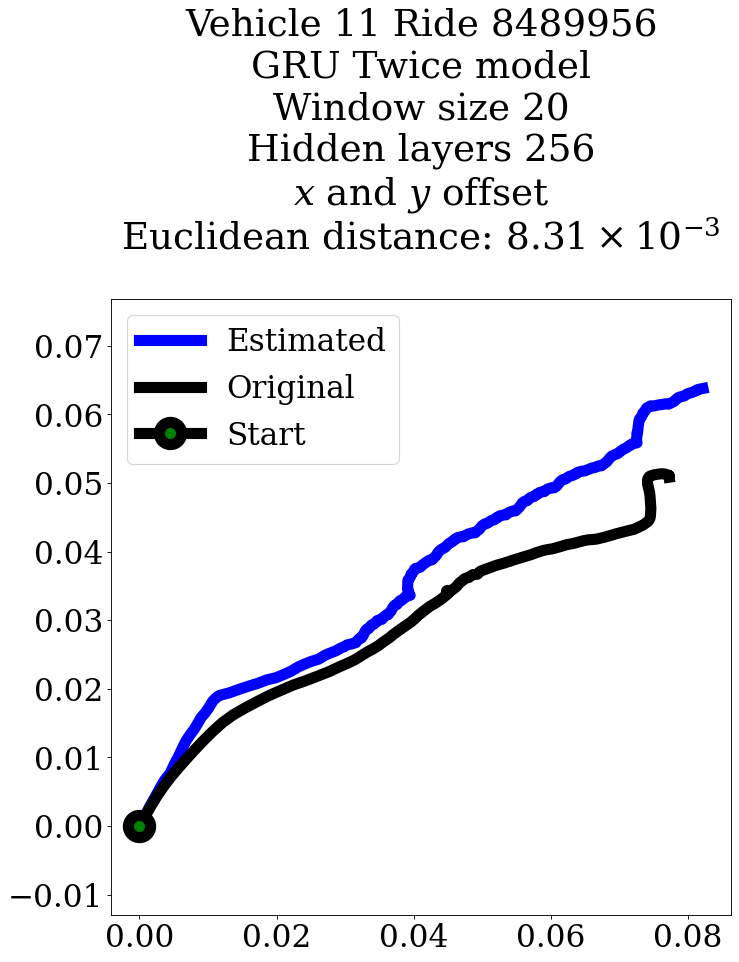 Vehicle 11 Ride 8489956
GRU Twice model
Window size 20
Hidden layers 256
x and y offset
Euclidean distance: 8.31 × 10⁻³
Estimated
Original
Start
0.07
0.06
0.05
0.04
0.03
0.02
0.01
0.00
−0.01
0.00 0.02 0.04 0.06 0.08